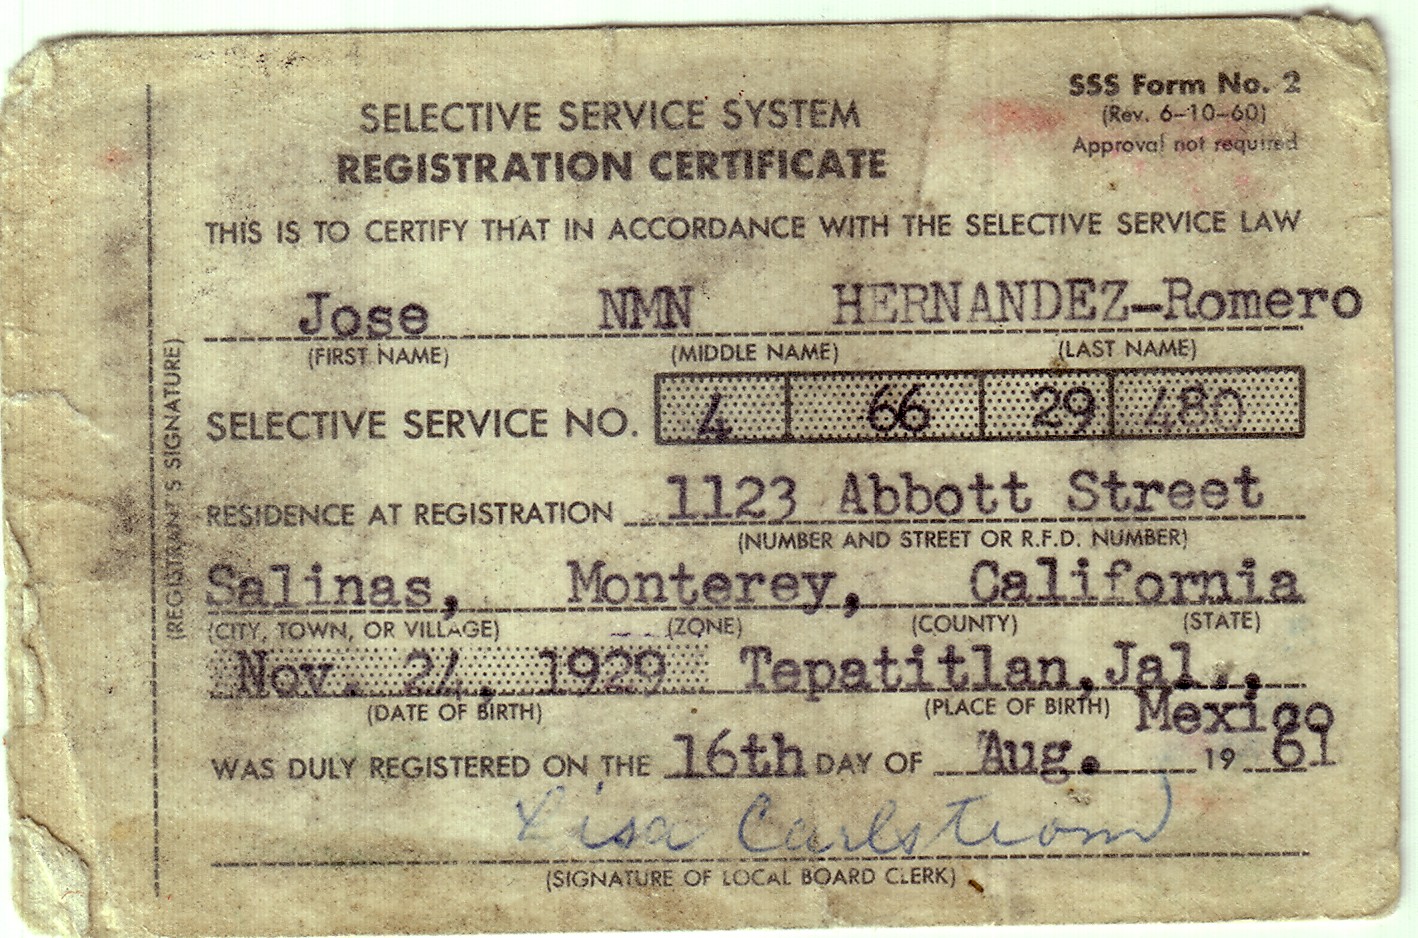 SSS Form No. 2
(Rev. 6-10-60)
Approval not required
SELECTIVE SERVICE SYSTEM
REGISTRATION CERTIFICATE
THIS IS TO CERTIFY THAT IN ACCORDANCE WITH THE SELECTIVE SERVICE LAW
Jose NMN HERNANDEZ-Romero
(FIRST NAME) (MIDDLE NAME) (LAST NAME)
SELECTIVE SERVICE NO. 4 66 29 480
RESIDENCE AT REGISTRATION 1123 Abbott Street
(NUMBER AND STREET OR R.F.D. NUMBER)
Salinas, Monterey, California
(CITY, TOWN, OR VILLAGE) (ZONE) (COUNTY) (STATE)
Nov. 24, 1929 Tepatitlan, Jal.,
(DATE OF BIRTH) (PLACE OF BIRTH) Mexico
WAS DULY REGISTERED ON THE 16th DAY OF Aug. 19 61
Lisa Carlstrom
(SIGNATURE OF LOCAL BOARD CLERK)
(REGISTRANT'S SIGNATURE)